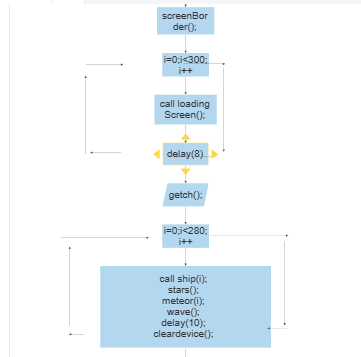 screenBor
der();
i=0;i<300;
i++
call loading
Screen();
delay(8)
getch();
i=0;i<280;
i++
call ship(i);
stars();
meteor(i);
wave();
delay(10);
cleardevice();